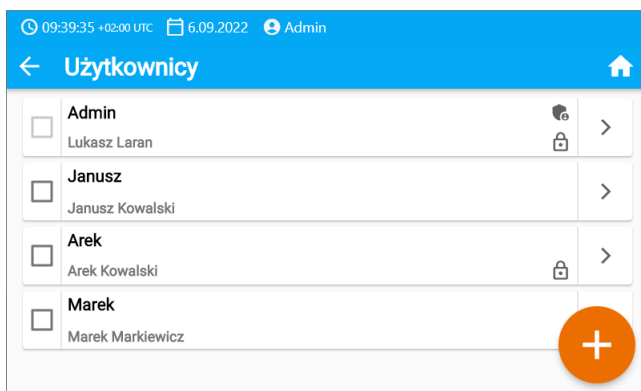 09:39:35 +02:00 UTC 6.09.2022 Admin
Użytkownicy
Admin
Lukasz Laran
Janusz
Janusz Kowalski
Arek
Arek Kowalski
Marek
Marek Markiewicz